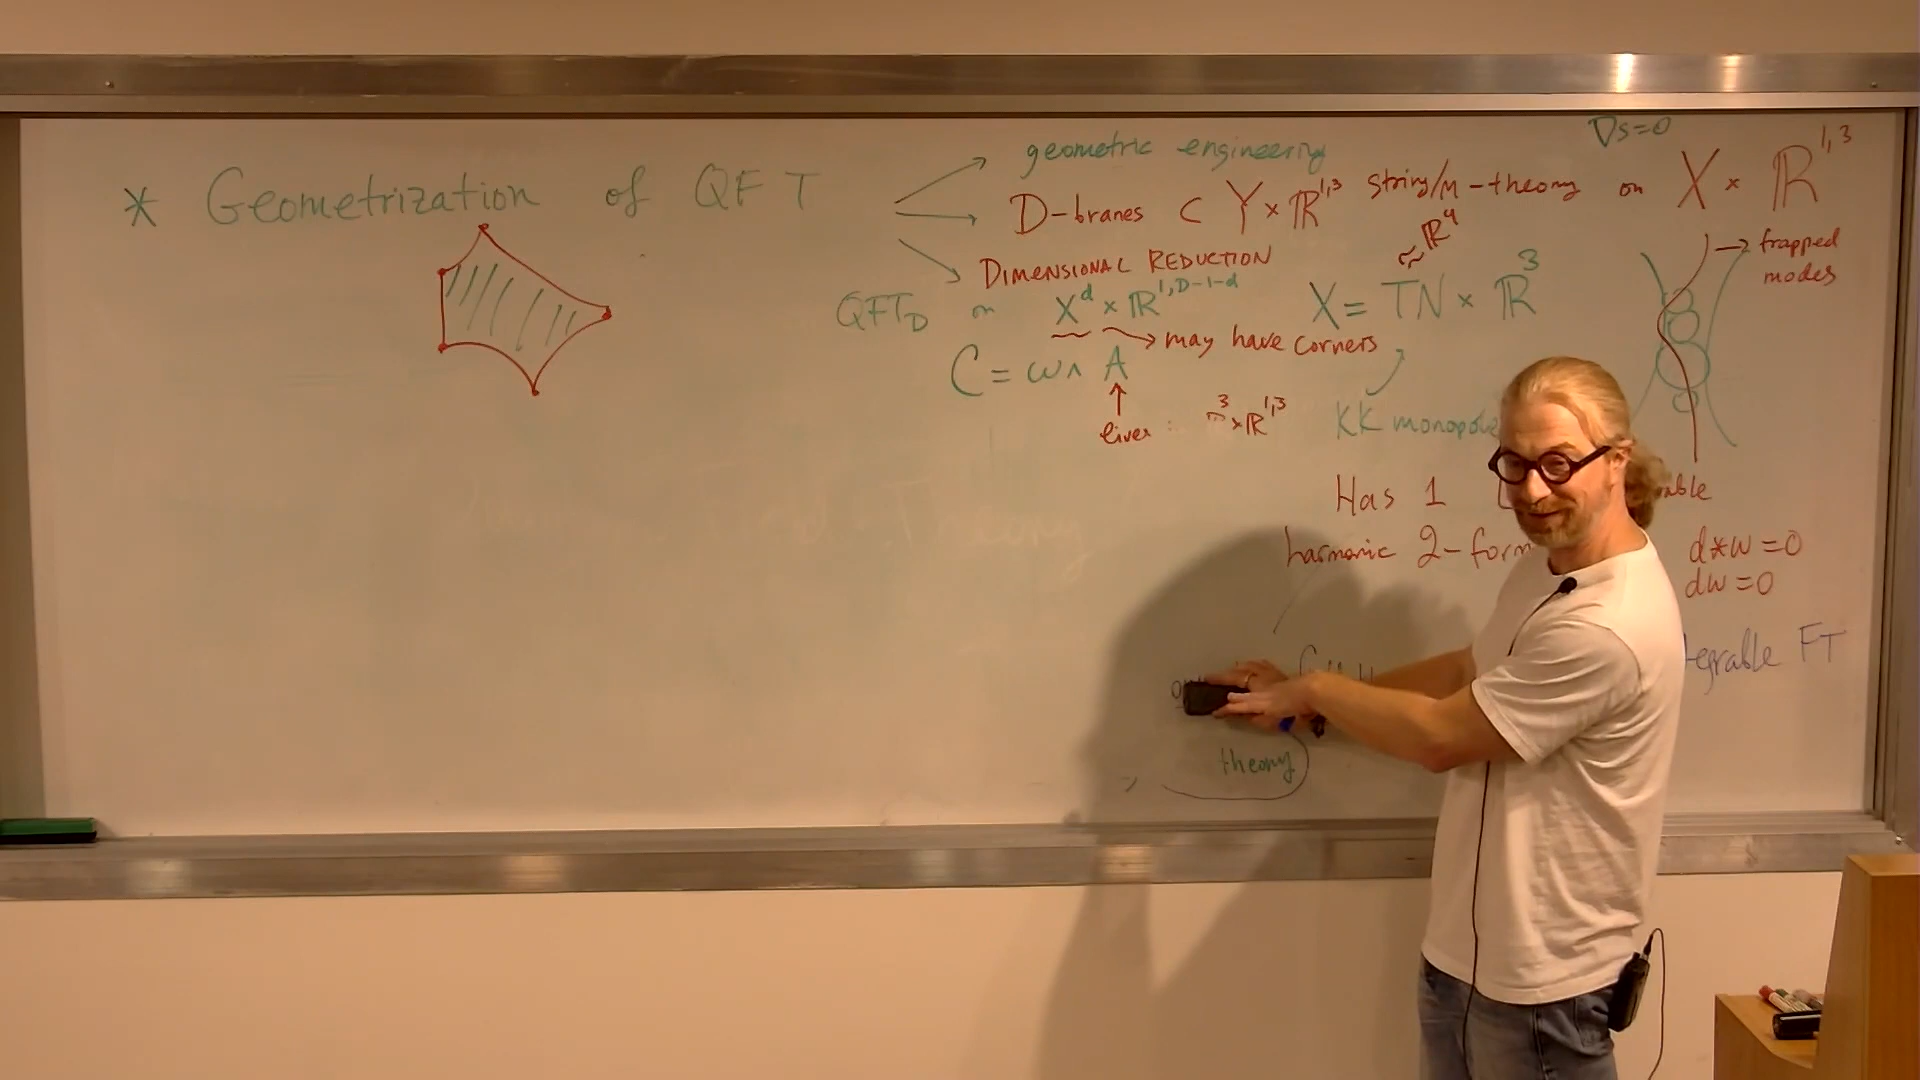 * Geometrization of QFT
geometric engineering
D-branes ⊂ Y × ℝ^{1,3}
DIMENSIONAL REDUCTION
QFT_D on X^d × ℝ^{1,D-1-d}
may have corners
C = ω ∧ A
↑
lives
³ × ℝ^{1,3}
∇s=0
String/M-theory on X × ℝ^{1,3}
trapped modes
~ ℝ⁴
X = TN × ℝ³
KK monopole
Has 1
harmonic 2-form
d*ω = 0
dω = 0
FT
theory